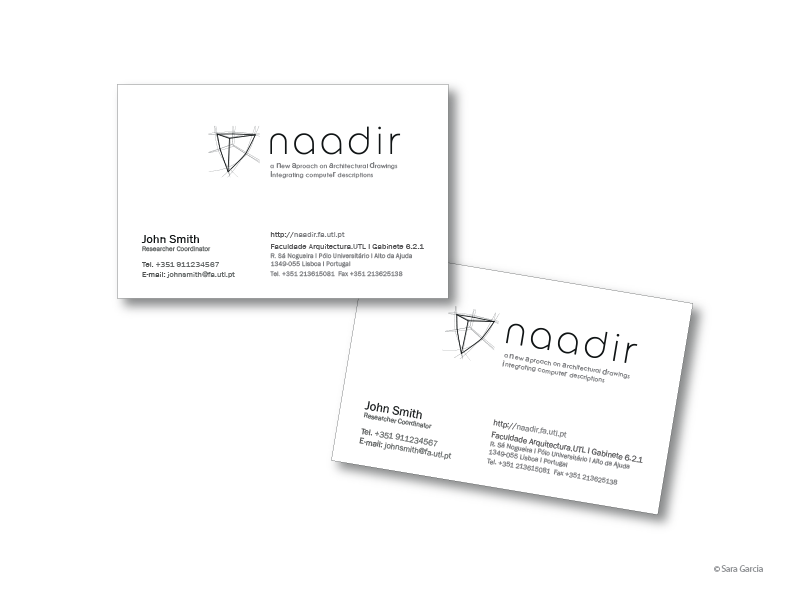 naadir
a new aproach on architectural drawings
integrating computer descriptions
John Smith
Researcher Coordinator
Tel. +351 911234567
E-mail: johnsmith@fa.utl.pt
http://naadir.fa.utl.pt
Faculdade Arquitectura.UTL I Gabinete 6.2.1
R. Sá Nogueira I Pólo Universitário I Alto da Ajuda
1349-055 Lisboa I Portugal
Tel. +351 213615081 Fax +351 213625138
naadir
a new aproach on architectural drawings
integrating computer descriptions
John Smith
Researcher Coordinator
Tel. +351 911234567
E-mail: johnsmith@fa.utl.pt
http://naadir.fa.utl.pt
Faculdade Arquitectura.UTL I Gabinete 6.2.1
R. Sá Nogueira I Pólo Universitário I Alto da Ajuda
1349-055 Lisboa I Portugal
Tel. +351 213615081 Fax +351 213625138
© Sara Garcia